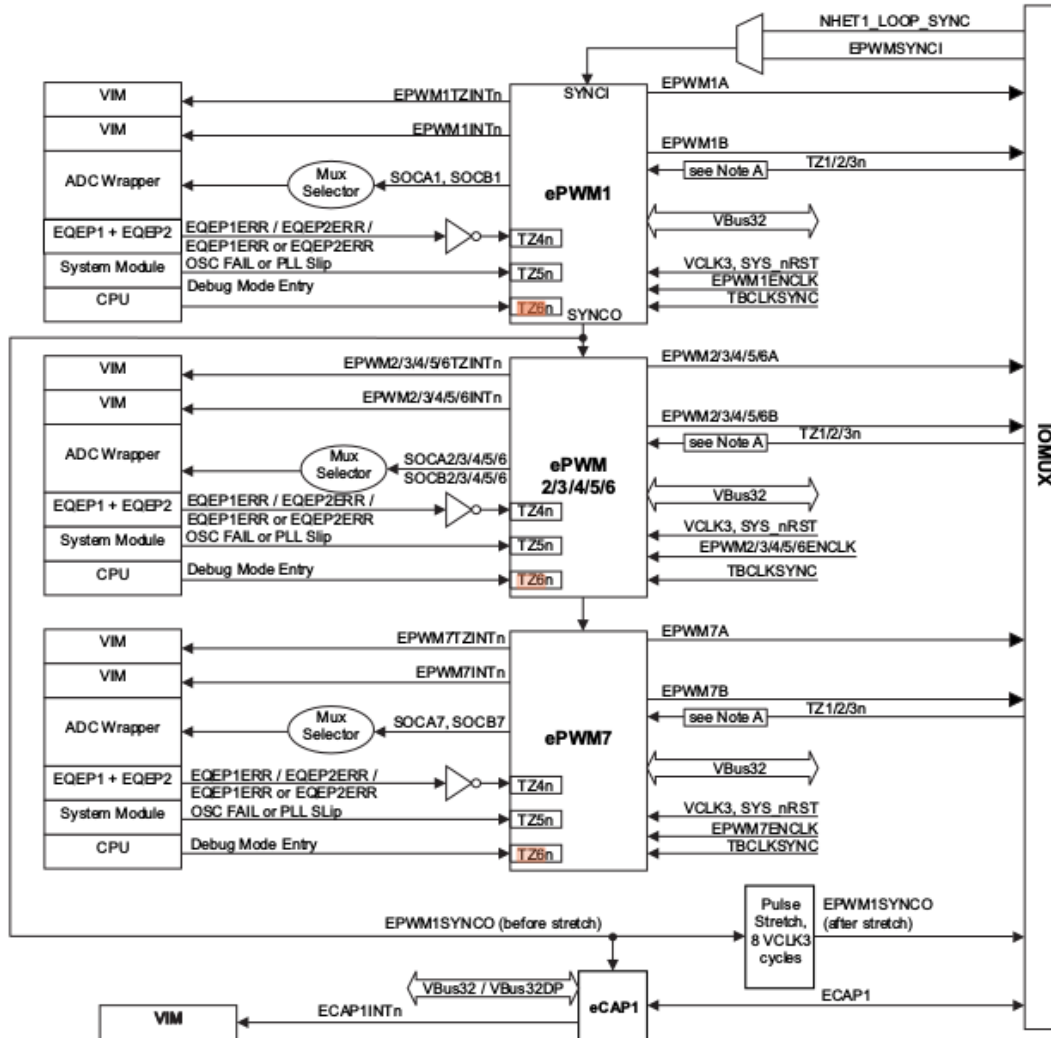 NHET1_LOOP_SYNC
EPWMSYNCI
VIM
EPWM1TZINTn
SYNCI
EPWM1A
VIM
EPWM1INTn
EPWM1B
TZ1/2/3n
see Note A
ADC Wrapper
Mux
Selector
SOCA1, SOCB1
ePWM1
VBus32
EQEP1 + EQEP2
EQEP1ERR / EQEP2ERR /
EQEP1ERR or EQEP2ERR
TZ4n
System Module
OSC FAIL or PLL Slip
TZ5n
VCLK3, SYS_nRST
EPWM1ENCLK
CPU
Debug Mode Entry
TZ6n
TBCLKSYNC
SYNCO
VIM
EPWM2/3/4/5/6TZINTn
EPWM2/3/4/5/6A
VIM
EPWM2/3/4/5/6INTn
EPWM2/3/4/5/6B
TZ1/2/3n
see Note A
IOMUX
ADC Wrapper
Mux
Selector
SOCA2/3/4/5/6
SOCB2/3/4/5/6
ePWM
2/3/4/5/6
VBus32
EQEP1 + EQEP2
EQEP1ERR / EQEP2ERR /
EQEP1ERR or EQEP2ERR
TZ4n
System Module
OSC FAIL or PLL Slip
TZ5n
VCLK3, SYS_nRST
EPWM2/3/4/5/6ENCLK
CPU
Debug Mode Entry
TZ6n
TBCLKSYNC
VIM
EPWM7TZINTn
EPWM7A
VIM
EPWM7INTn
EPWM7B
TZ1/2/3n
see Note A
ADC Wrapper
Mux
Selector
SOCA7, SOCB7
ePWM7
VBus32
EQEP1 + EQEP2
EQEP1ERR / EQEP2ERR /
EQEP1ERR or EQEP2ERR
TZ4n
System Module
OSC FAIL or PLL SLip
TZ5n
VCLK3, SYS_nRST
EPWM7ENCLK
CPU
Debug Mode Entry
TZ6n
TBCLKSYNC
EPWM1SYNCO (before stretch)
Pulse
Stretch,
8 VCLK3
cycles
EPWM1SYNCO
(after stretch)
VBus32 / VBus32DP
eCAP1
ECAP1
VIM
ECAP1INTn